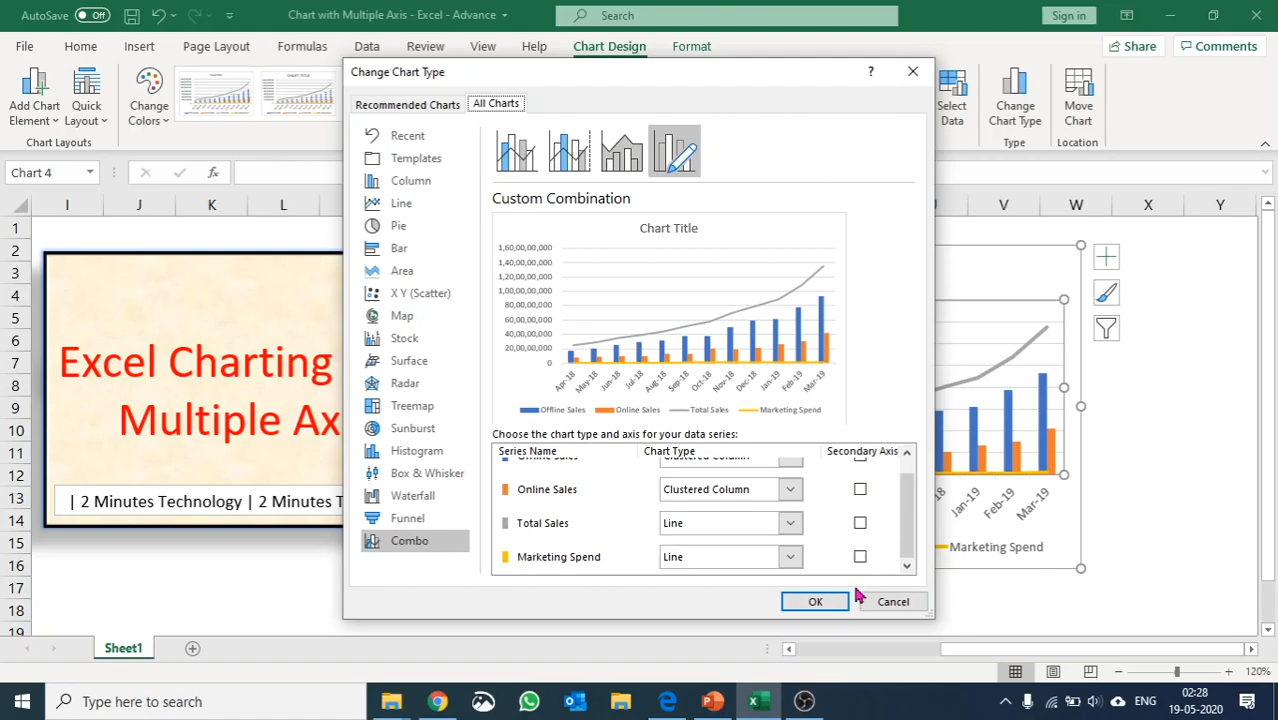 AutoSave Off
Chart with Multiple Axis - Excel - Advance
Search
Sign in
File Home Insert Page Layout Formulas Data Review View Help Chart Design Format
Share Comments
Add Chart Element
Quick Layout
Change Colors
Select Data
Change Chart Type
Move Chart
Chart Layouts
Type Location
Change Chart Type
?
Recommended Charts All Charts
Recent
Templates
Column
Line
Pie
Bar
Area
X Y (Scatter)
Map
Stock
Surface
Radar
Treemap
Sunburst
Histogram
Box & Whisker
Waterfall
Funnel
Combo
Custom Combination
Chart Title
1,60,00,00,000
1,40,00,00,000
1,20,00,00,000
1,00,00,00,000
80,00,00,000
60,00,00,000
40,00,00,000
20,00,00,000
0
Apr-18 May-18 Jun-18 Jul-18 Aug-18 Sep-18 Oct-18 Nov-18 Dec-18 Jan-19 Feb-19 Mar-19
Offline Sales Online Sales Total Sales Marketing Spend
Choose the chart type and axis for your data series:
Series Name Chart Type Secondary Axis
Online Sales Clustered Column
Total Sales Line
Marketing Spend Line
OK Cancel
Chart 4
fx
I J K L V W X Y
1
2
3
4
5
6
7
8
9
10
11
12
13
14
15
16
17
18
19
Excel Charting
Multiple Ax
| 2 Minutes Technology | 2 Minutes T
18 Jan-19 Feb-19 Mar-19
Marketing Spend
Sheet1
120%
Type here to search
ENG
02:28
19-05-2020